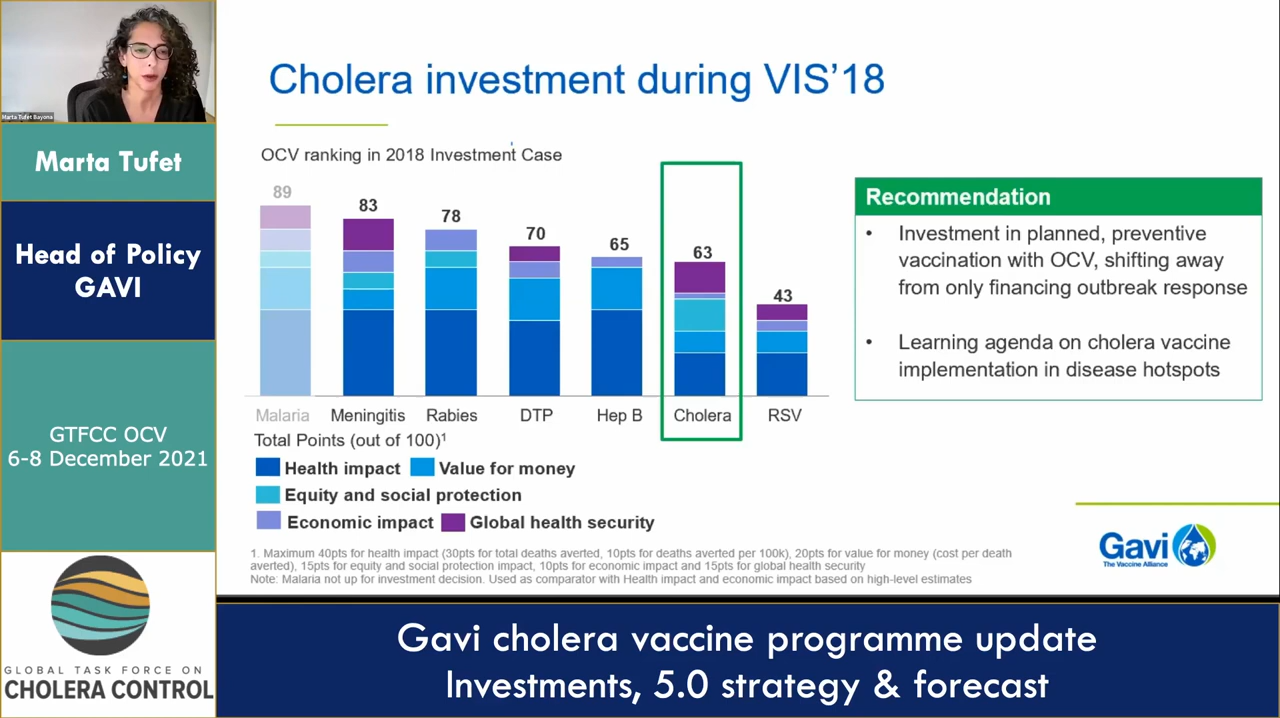 Marta Tufet Bayona
Marta Tufet
Head of Policy
GAVI
GTFCC OCV
6-8 December 2021
GLOBAL TASK FORCE ON
CHOLERA CONTROL
Cholera investment during VIS’18
OCV ranking in 2018 Investment Case
89
83
78
70
65
63
43
Malaria
Meningitis
Rabies
DTP
Hep B
Cholera
RSV
Total Points (out of 100)¹
Health impact
Value for money
Equity and social protection
Economic impact
Global health security
1. Maximum 40pts for health impact (30pts for total deaths averted, 10pts for deaths averted per 100k), 20pts for value for money (cost per death
averted), 15pts for equity and social protection impact, 10pts for economic impact and 15pts for global health security
Note: Malaria not up for investment decision. Used as comparator with Health impact and economic impact based on high-level estimates
Recommendation
• Investment in planned, preventive
vaccination with OCV, shifting away
from only financing outbreak response
• Learning agenda on cholera vaccine
implementation in disease hotspots
Gavi
The Vaccine Alliance
Gavi cholera vaccine programme update
Investments, 5.0 strategy & forecast